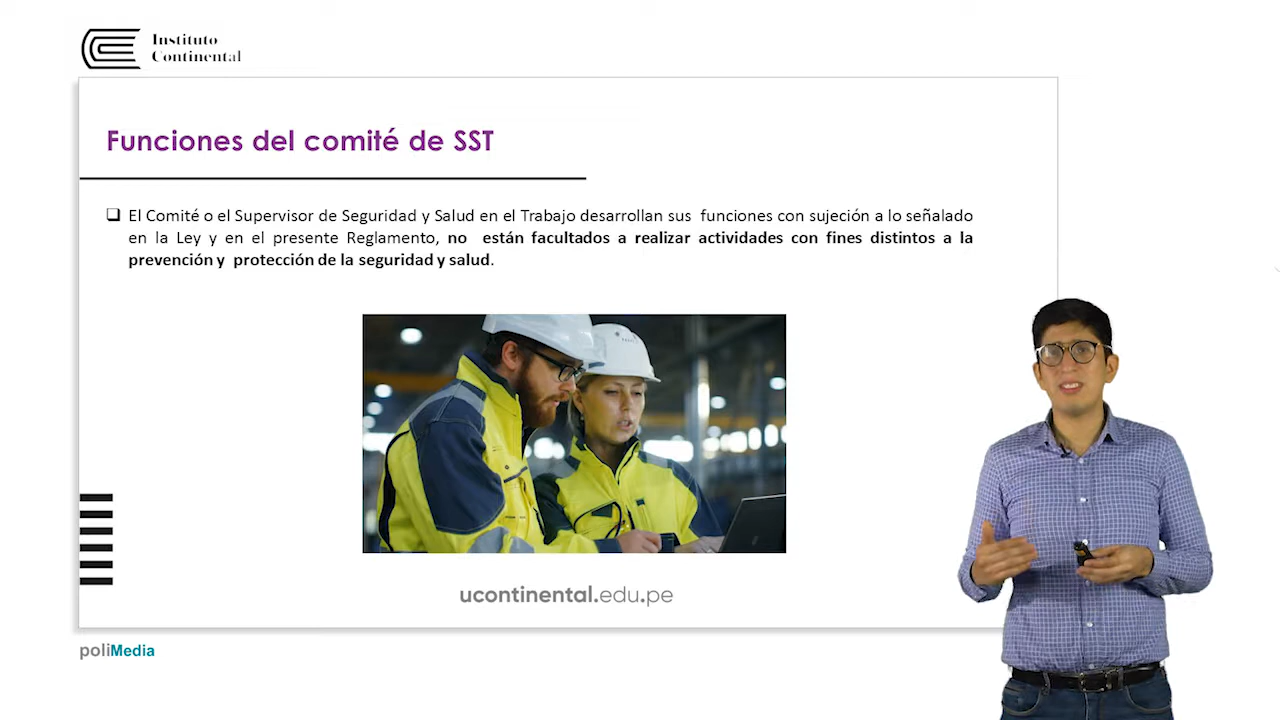 Instituto
Continental
Funciones del comité de SST
❑ El Comité o el Supervisor de Seguridad y Salud en el Trabajo desarrollan sus funciones con sujeción a lo señalado
en la Ley y en el presente Reglamento, no están facultados a realizar actividades con fines distintos a la
prevención y protección de la seguridad y salud.
ucontinental.edu.pe
poliMedia